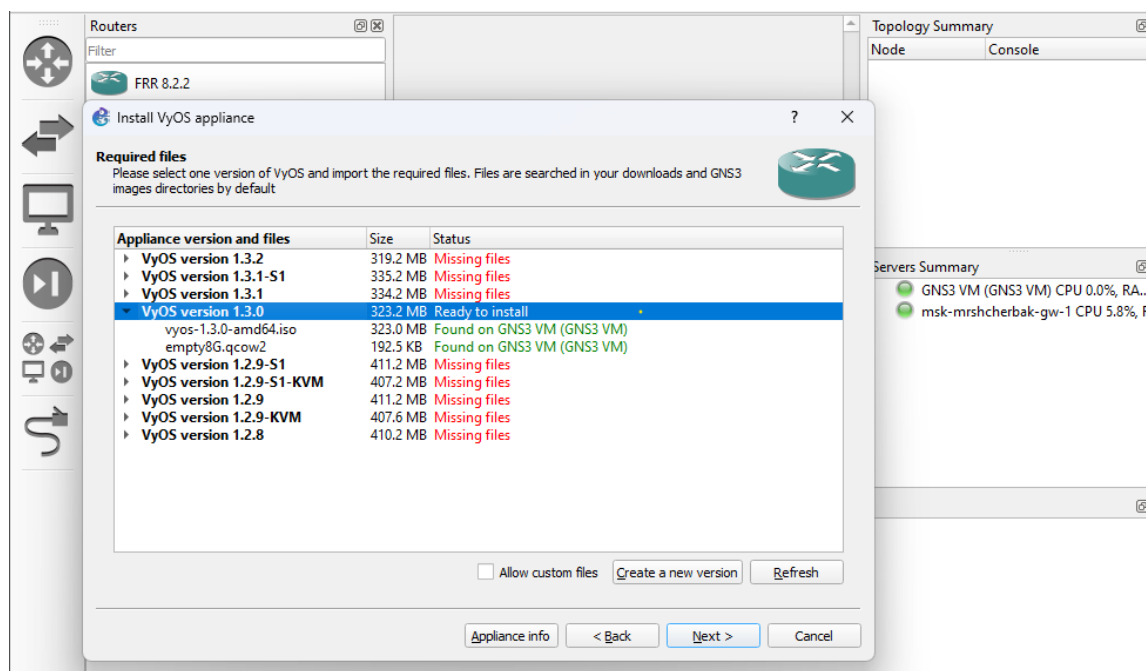 Routers
Filter
FRR 8.2.2
Topology Summary
Node Console
Install VyOS appliance
?
Required files
Please select one version of VyOS and import the required files. Files are searched in your downloads and GNS3
images directories by default
Appliance version and files Size Status
VyOS version 1.3.2 319.2 MB Missing files
VyOS version 1.3.1-S1 335.2 MB Missing files
VyOS version 1.3.1 334.2 MB Missing files
VyOS version 1.3.0 323.2 MB Ready to install
vyos-1.3.0-amd64.iso 323.0 MB Found on GNS3 VM (GNS3 VM)
empty8G.qcow2 192.5 KB Found on GNS3 VM (GNS3 VM)
VyOS version 1.2.9-S1 411.2 MB Missing files
VyOS version 1.2.9-S1-KVM 407.2 MB Missing files
VyOS version 1.2.9 411.2 MB Missing files
VyOS version 1.2.9-KVM 407.6 MB Missing files
VyOS version 1.2.8 410.2 MB Missing files
Allow custom files Create a new version Refresh
Appliance info < Back Next > Cancel
Servers Summary
GNS3 VM (GNS3 VM) CPU 0.0%, RA...
msk-mrshcherbak-gw-1 CPU 5.8%,